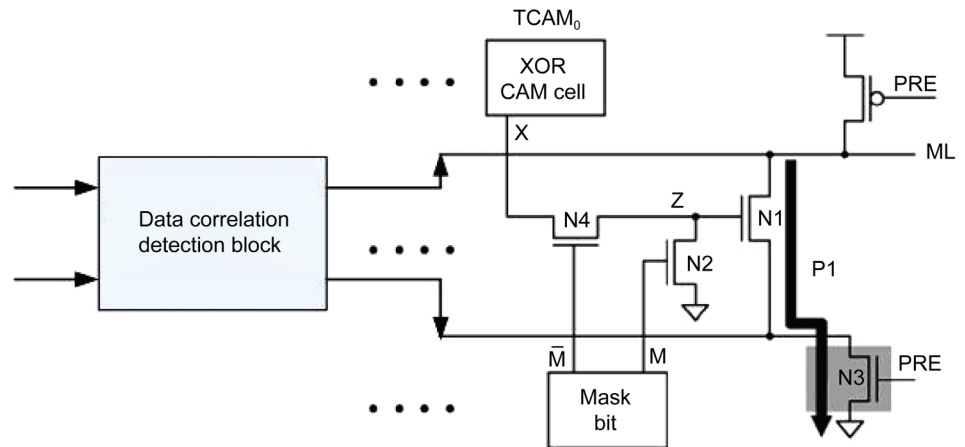 TCAM₀
XOR
CAM cell
PRE
X
ML
Data correlation
detection block
Z
N4
N1
N2
P1
M̄
M
N3
PRE
Mask
bit